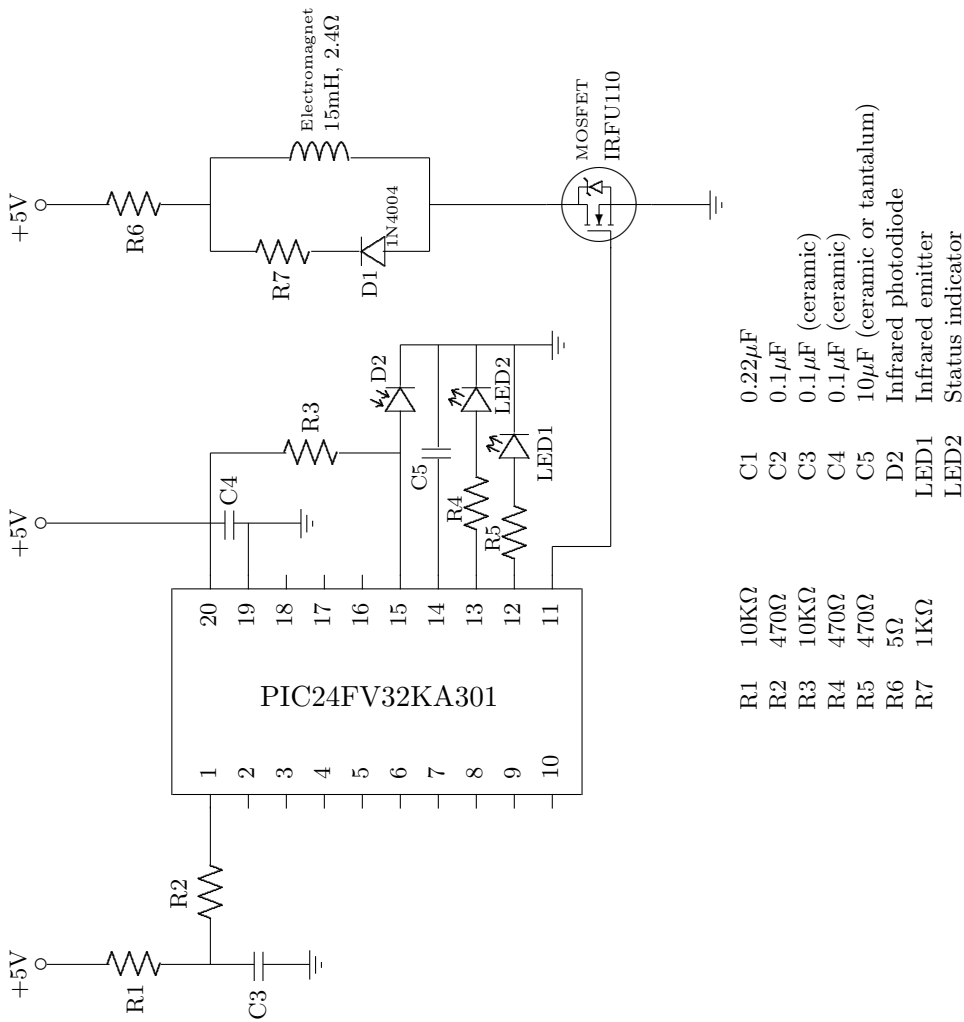 +5V
+5V
+5V
R1
R6
R2
1 20
C4
2 19
C3
R7
3 18
R3
Electromagnet
15mH, 2.4Ω
4 17
5 16
D1
1N4004
D2
6 15
PIC24FV32KA301
C5
7 14
R4
8 13
LED2
R5
9 12
LED1
10 11
MOSFET
IRFU110
R1 10KΩ C1 0.22μF
R2 470Ω C2 0.1μF
R3 10KΩ C3 0.1μF (ceramic)
R4 470Ω C4 0.1μF (ceramic)
R5 470Ω C5 10μF (ceramic or tantalum)
R6 5Ω D2 Infrared photodiode
R7 1KΩ LED1 Infrared emitter
LED2 Status indicator